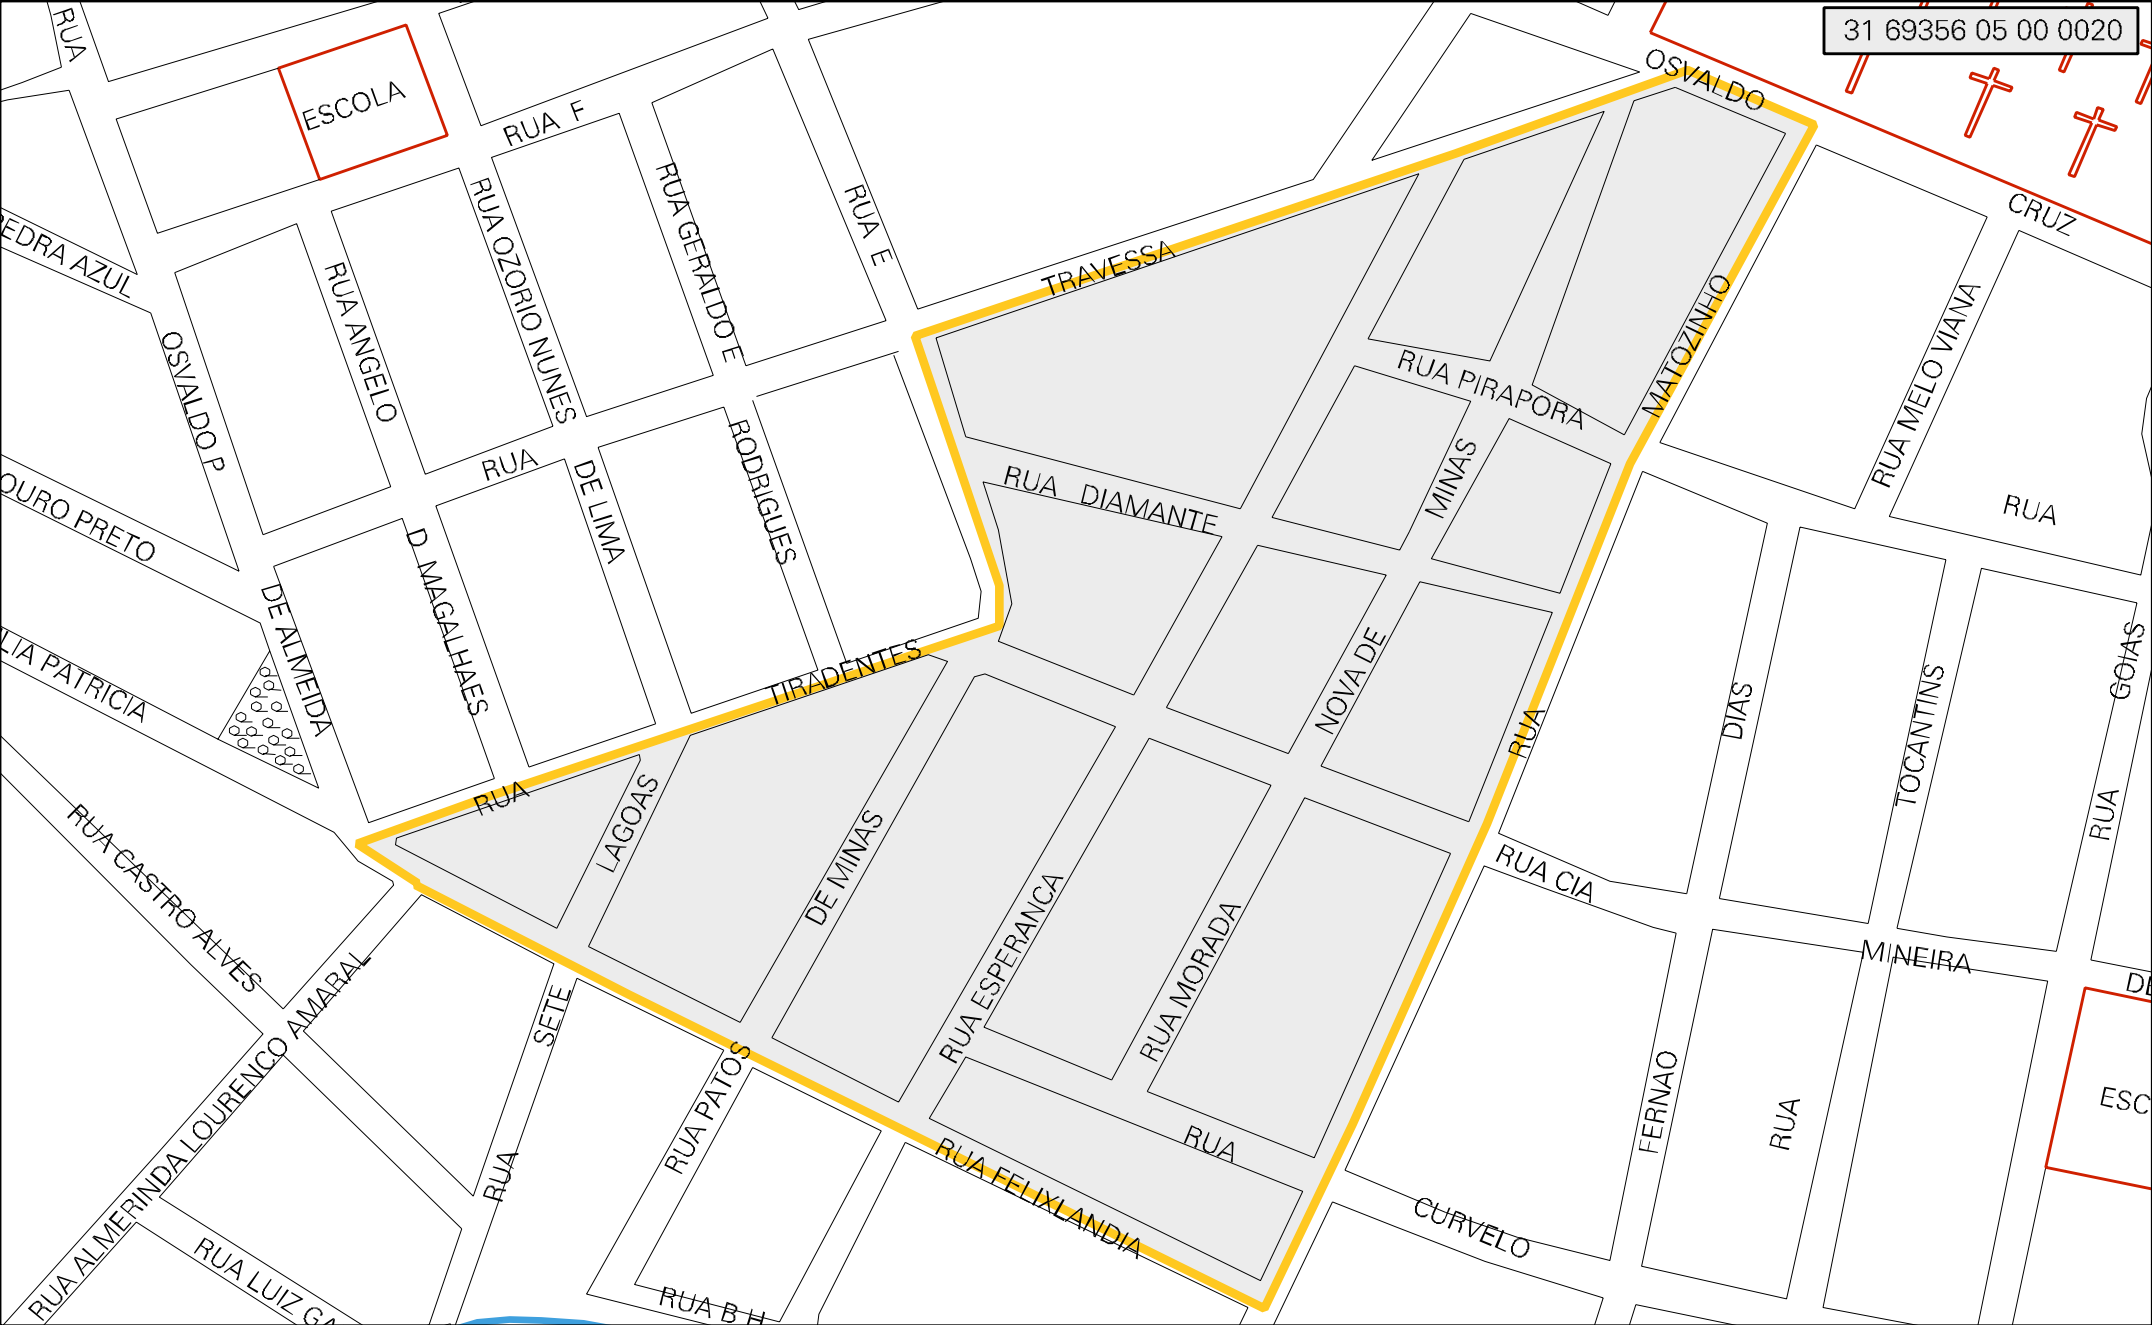 31 69356 05 00 0020
RUA
ESCOLA
RUA F
OSVALDO
CRUZ
RUA E
RUA GERALDO E
RUA OZORIO NUNES
RUA ANGELO
EDRA AZUL
OSVALDO P
TRAVESSA
MATOZINHO
RUA MELO VIANA
RUA PIRAPORA
RUA
RUA
DE LIMA
RODRIGUES
RUA DIAMANTE
MINAS
OURO PRETO
D MAGALHAES
DE ALMEIDA
LIA PATRICIA
TIRADENTES
NOVA DE
RUA
DIAS
TOCANTINS
GOIAS
RUA
RUA
LAGOAS
DE MINAS
RUA ESPERANCA
RUA MORADA
RUA CIA
MINEIRA
DE
RUA CASTRO ALVES
RUA ALMERINDA LOURENCO AMARAL
SETE
RUA
RUA PATOS
RUA FELIXLANDIA
RUA
CURVELO
FERNAO
RUA
ESC
RUA LUIZ GA
RUA B H